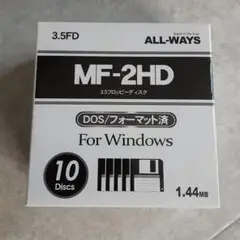 3.5FD
ALL-WAYS
MF-2HD
3.5フロッピーディスク
DOS/フォーマット済
For Windows
10
Discs
1.44MB